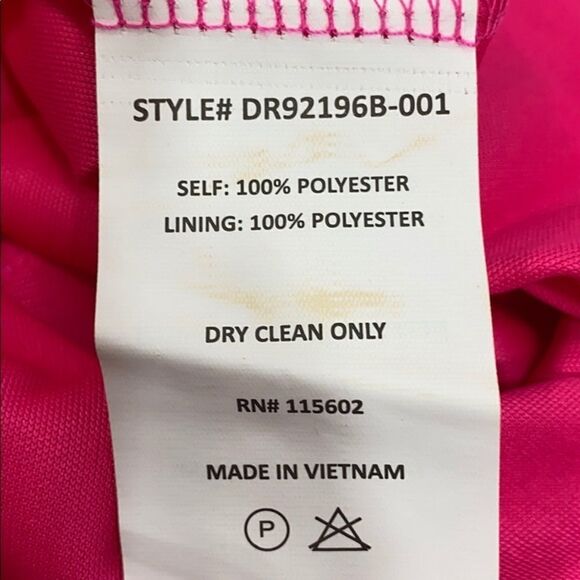 STYLE# DR92196B-001
SELF: 100% POLYESTER
LINING: 100% POLYESTER
DRY CLEAN ONLY
RN# 115602
MADE IN VIETNAM
P